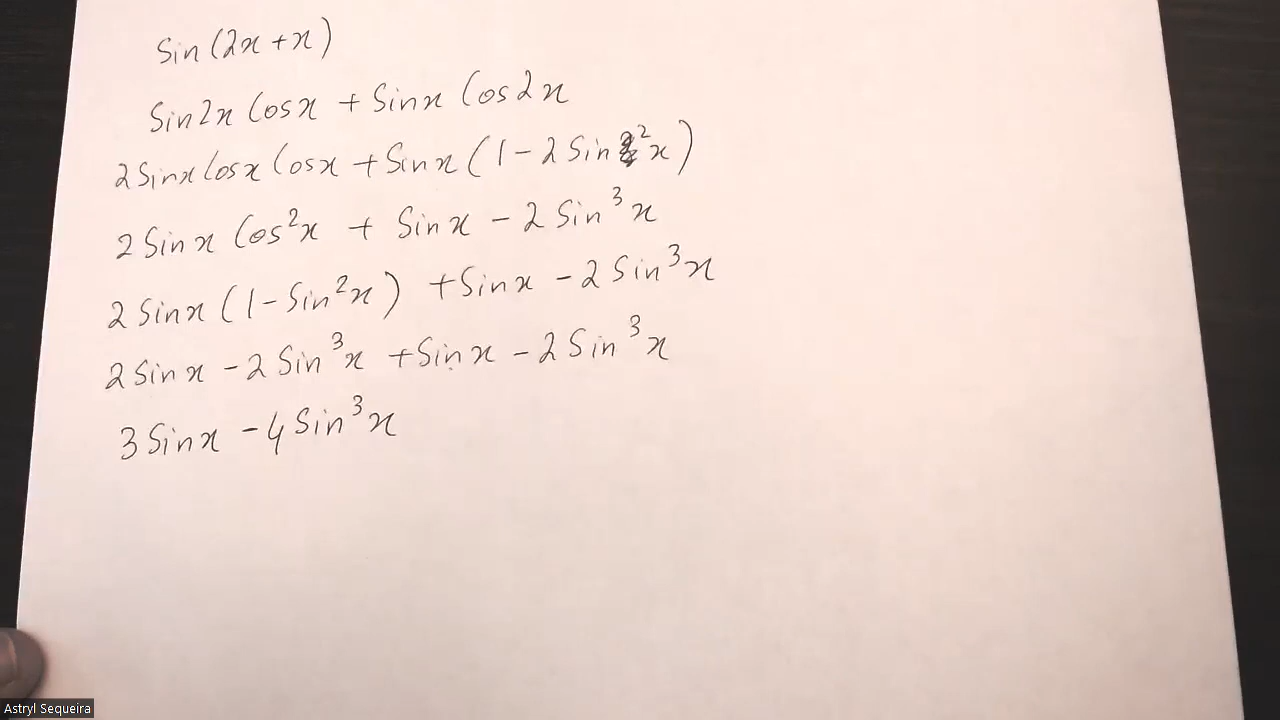 Sin(2x+x)
Sin2x Cosx + Sinx Cos2x
2Sinx Cosx Cosx + Sinx (1-2Sin²x)
2Sinx Cos²x + Sinx - 2Sin³x
2Sinx (1-Sin²x) + Sinx - 2Sin³x
2Sinx - 2Sin³x + Sinx - 2Sin³x
3Sinx - 4Sin³x
Astryl Sequeira